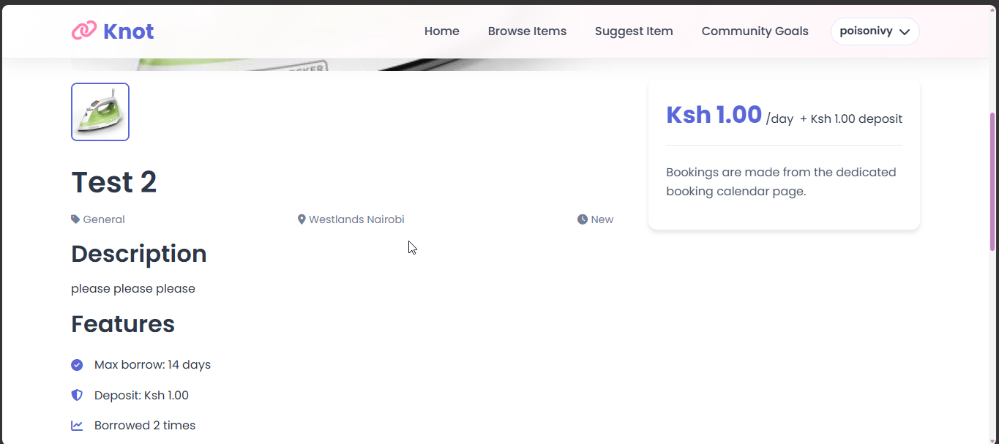 Knot
Home
Browse Items
Suggest Item
Community Goals
poisonivy
Ksh 1.00 /day + Ksh 1.00 deposit
Bookings are made from the dedicated
booking calendar page.
Test 2
General
Westlands Nairobi
New
Description
please please please
Features
Max borrow: 14 days
Deposit: Ksh 1.00
Borrowed 2 times